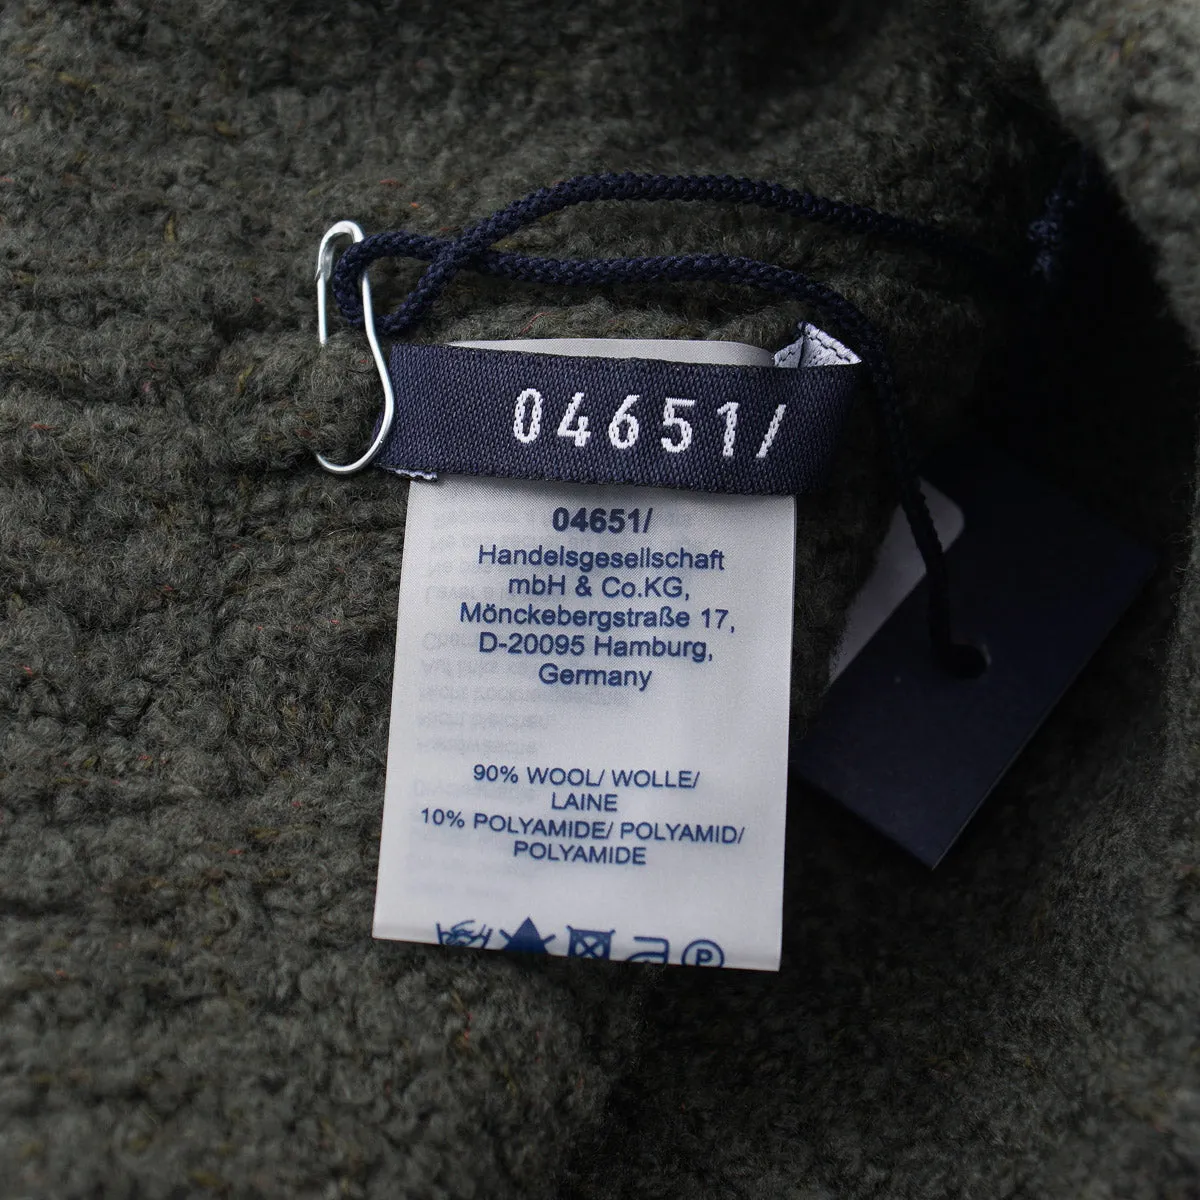 04651/
04651/
Handelsgesellschaft
mbH & Co.KG,
Mönckebergstraße 17,
D-20095 Hamburg,
Germany
90% WOOL/ WOLLE/
LAINE
10% POLYAMIDE/ POLYAMID/
POLYAMIDE
P